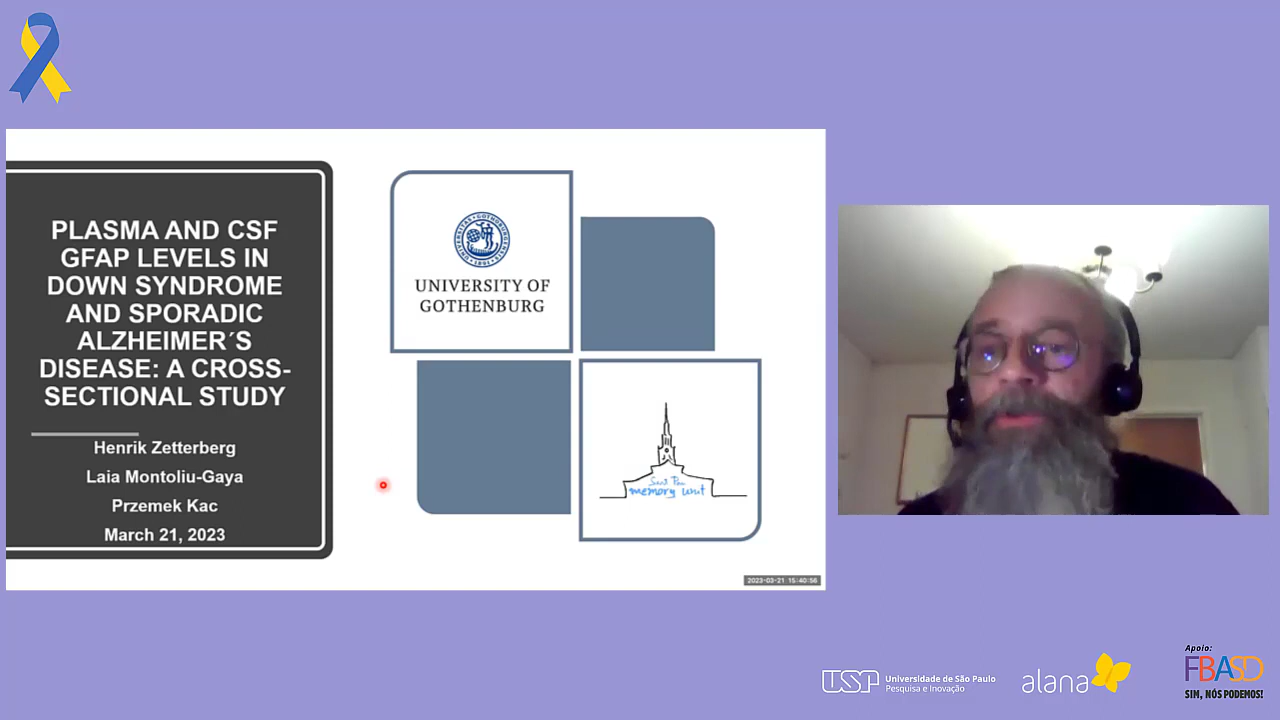 PLASMA AND CSF
GFAP LEVELS IN
DOWN SYNDROME
AND SPORADIC
ALZHEIMER´S
DISEASE: A CROSS-
SECTIONAL STUDY
Henrik Zetterberg
Laia Montoliu-Gaya
Przemek Kac
March 21, 2023
UNIVERSITY OF
GOTHENBURG
memory unit
2023-03-21 15:40:56
USP Universidade de São Paulo
Pesquisa e Inovação
alana
Apoio:
FBASD
SIM, NÓS PODEMOS!